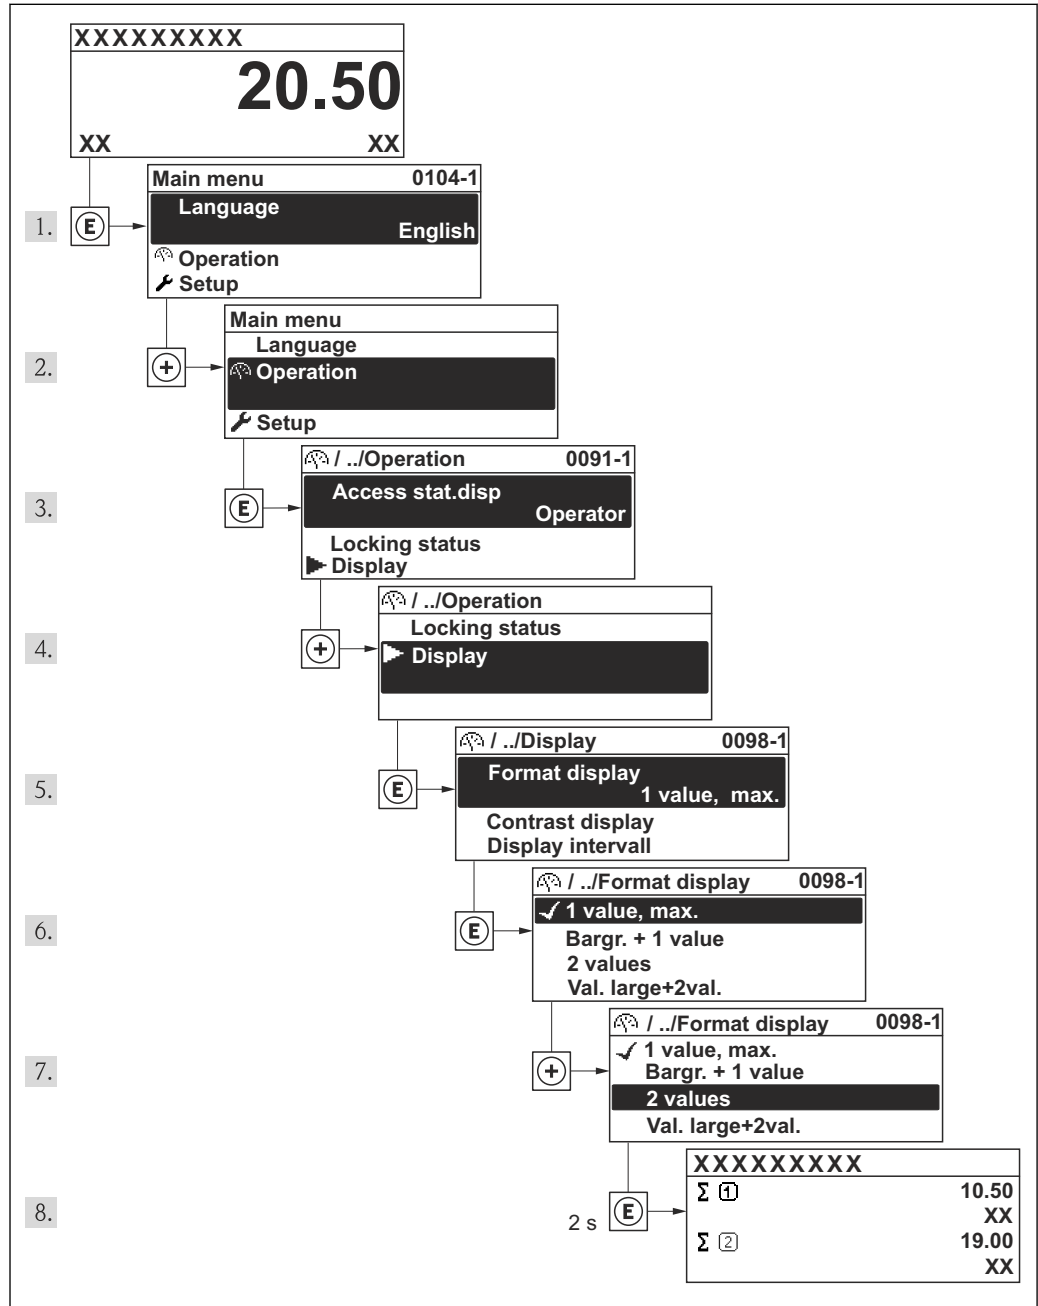 XXXXXXXXX
20.50
XX XX
Main menu 0104-1
Language
English
Operation
Setup
1. E
Main menu
Language
Operation
Setup
2. +
/ ../Operation 0091-1
Access stat.disp
Operator
Locking status
Display
3. E
/ ../Operation
Locking status
Display
4. +
/ ../Display 0098-1
Format display
1 value, max.
Contrast display
Display intervall
5. E
/ ../Format display 0098-1
1 value, max.
Bargr. + 1 value
2 values
Val. large+2val.
6. E
/ ../Format display 0098-1
1 value, max.
Bargr. + 1 value
2 values
Val. large+2val.
7. +
XXXXXXXXX
Σ 1 10.50
XX
Σ 2 19.00
XX
8. 2 s E